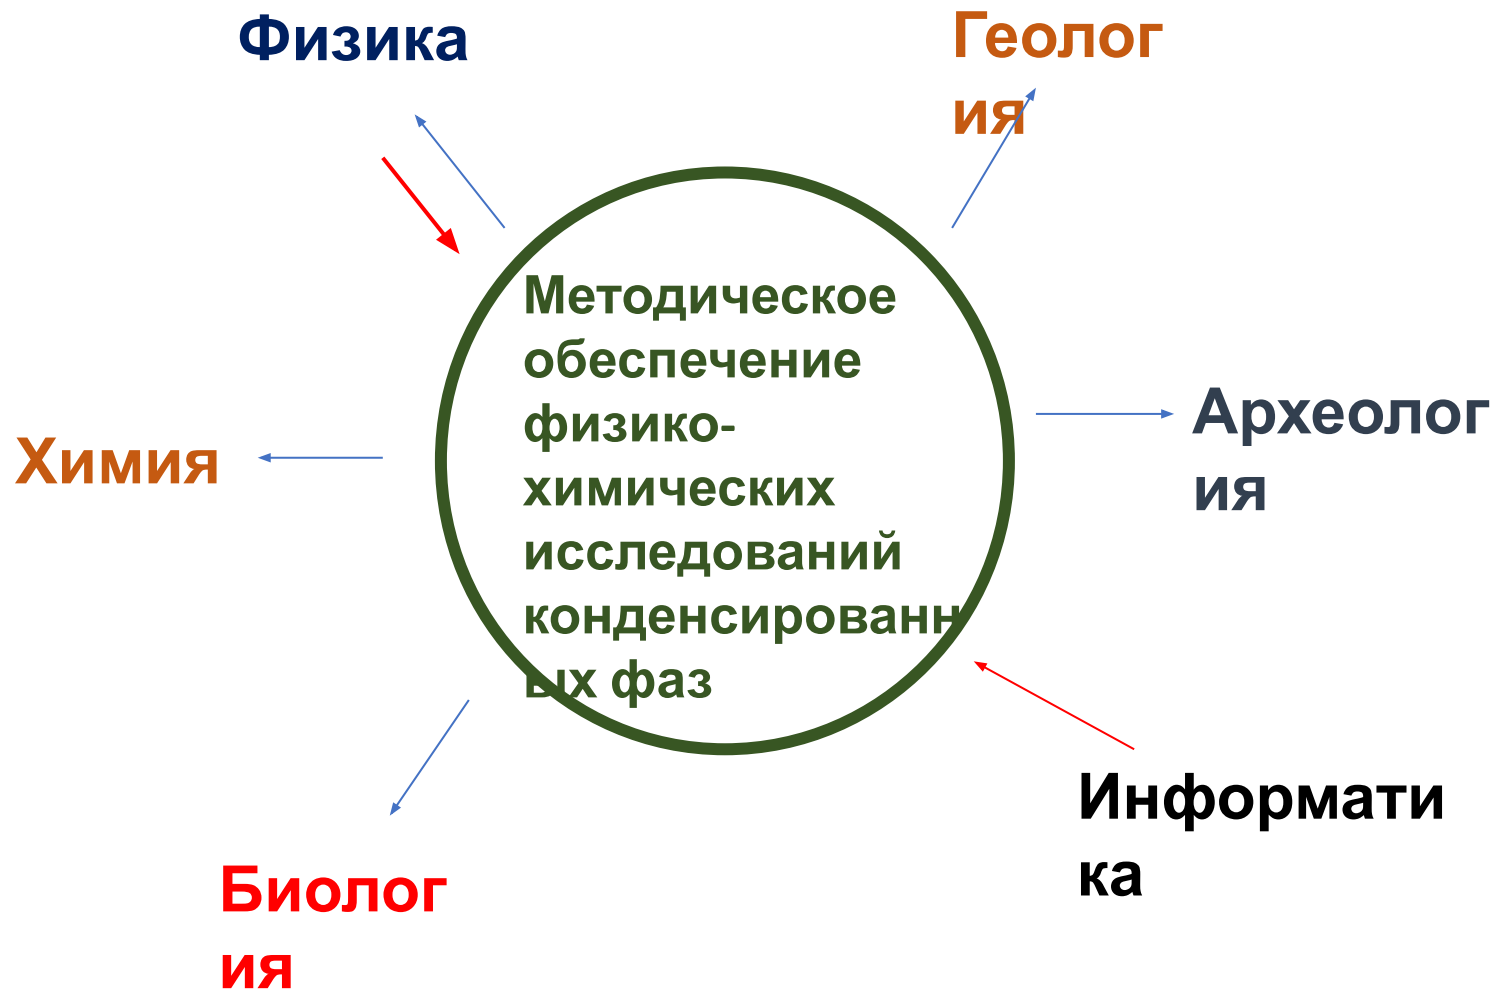 Физика
Геолог
ия
Методическое
обеспечение
физико-
химических
исследований
конденсированн
ых фаз
Химия
Археолог
ия
Биолог
ия
Информати
ка